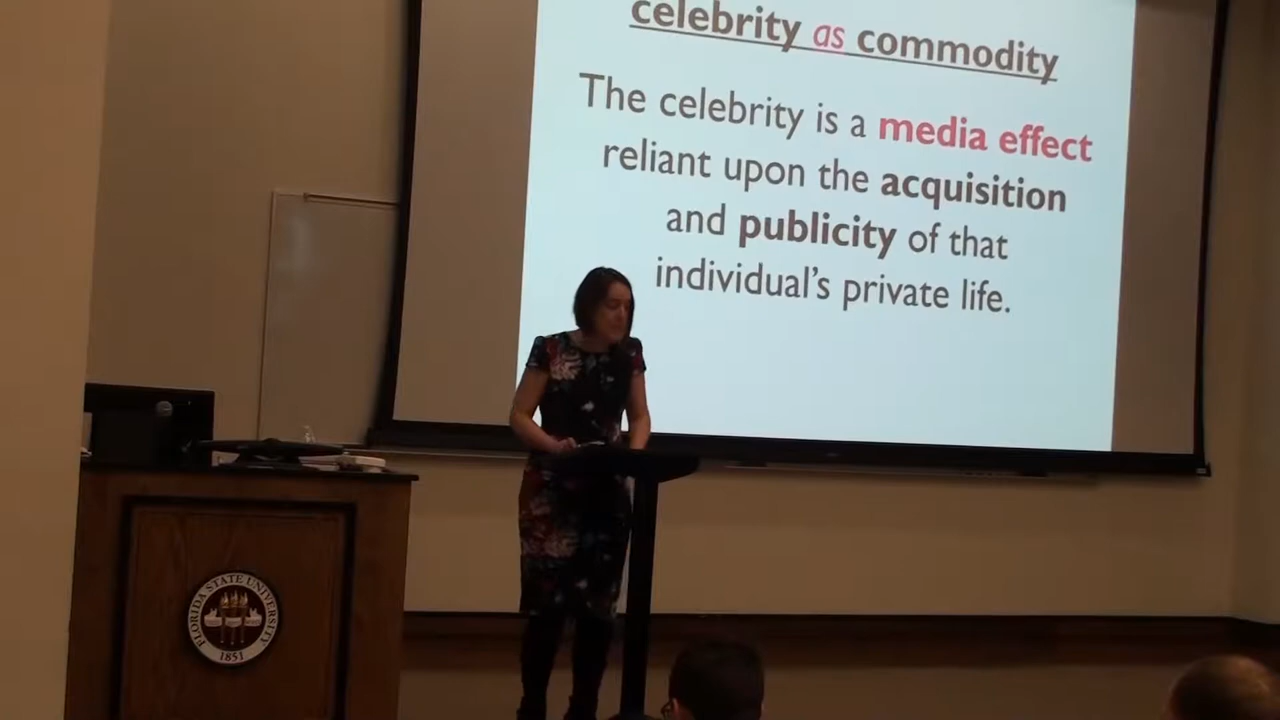 celebrity as commodity
The celebrity is a media effect
reliant upon the acquisition
and publicity of that
individual's private life.
FLORIDA STATE UNIVERSITY
1851